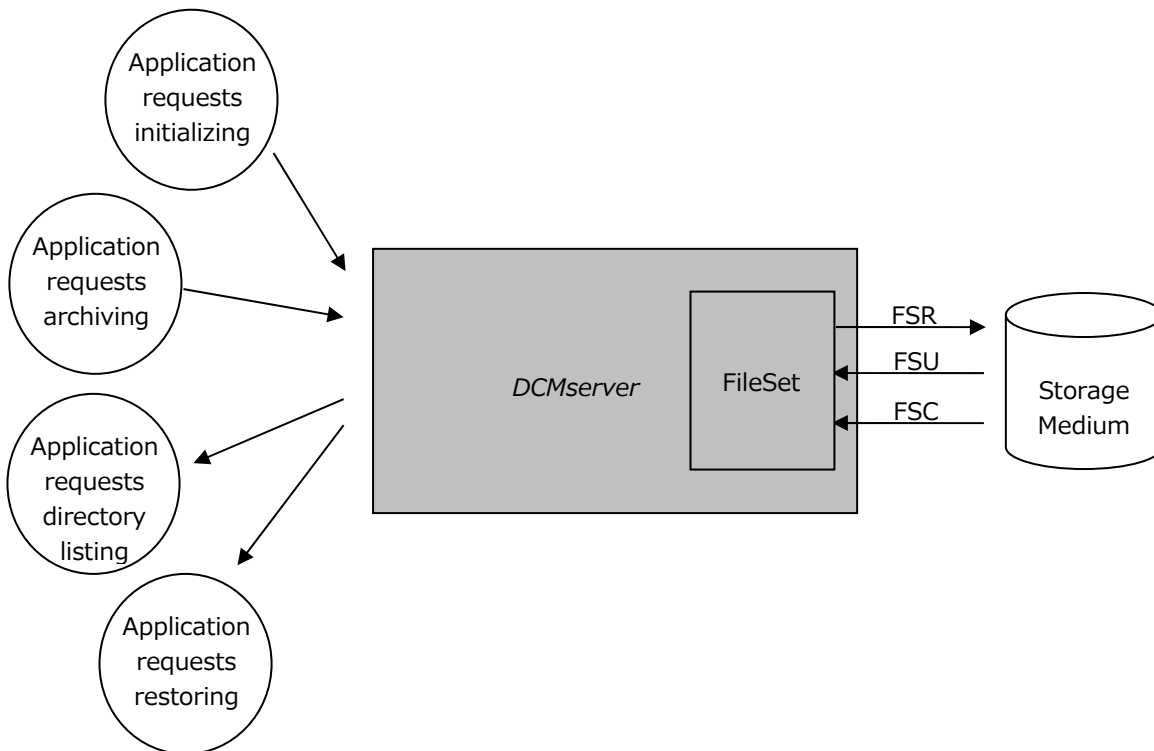 Application
requests
initializing
Application
requests
archiving
Application
requests
directory
listing
Application
requests
restoring
DCMserver
FileSet
FSR
FSU
FSC
Storage
Medium